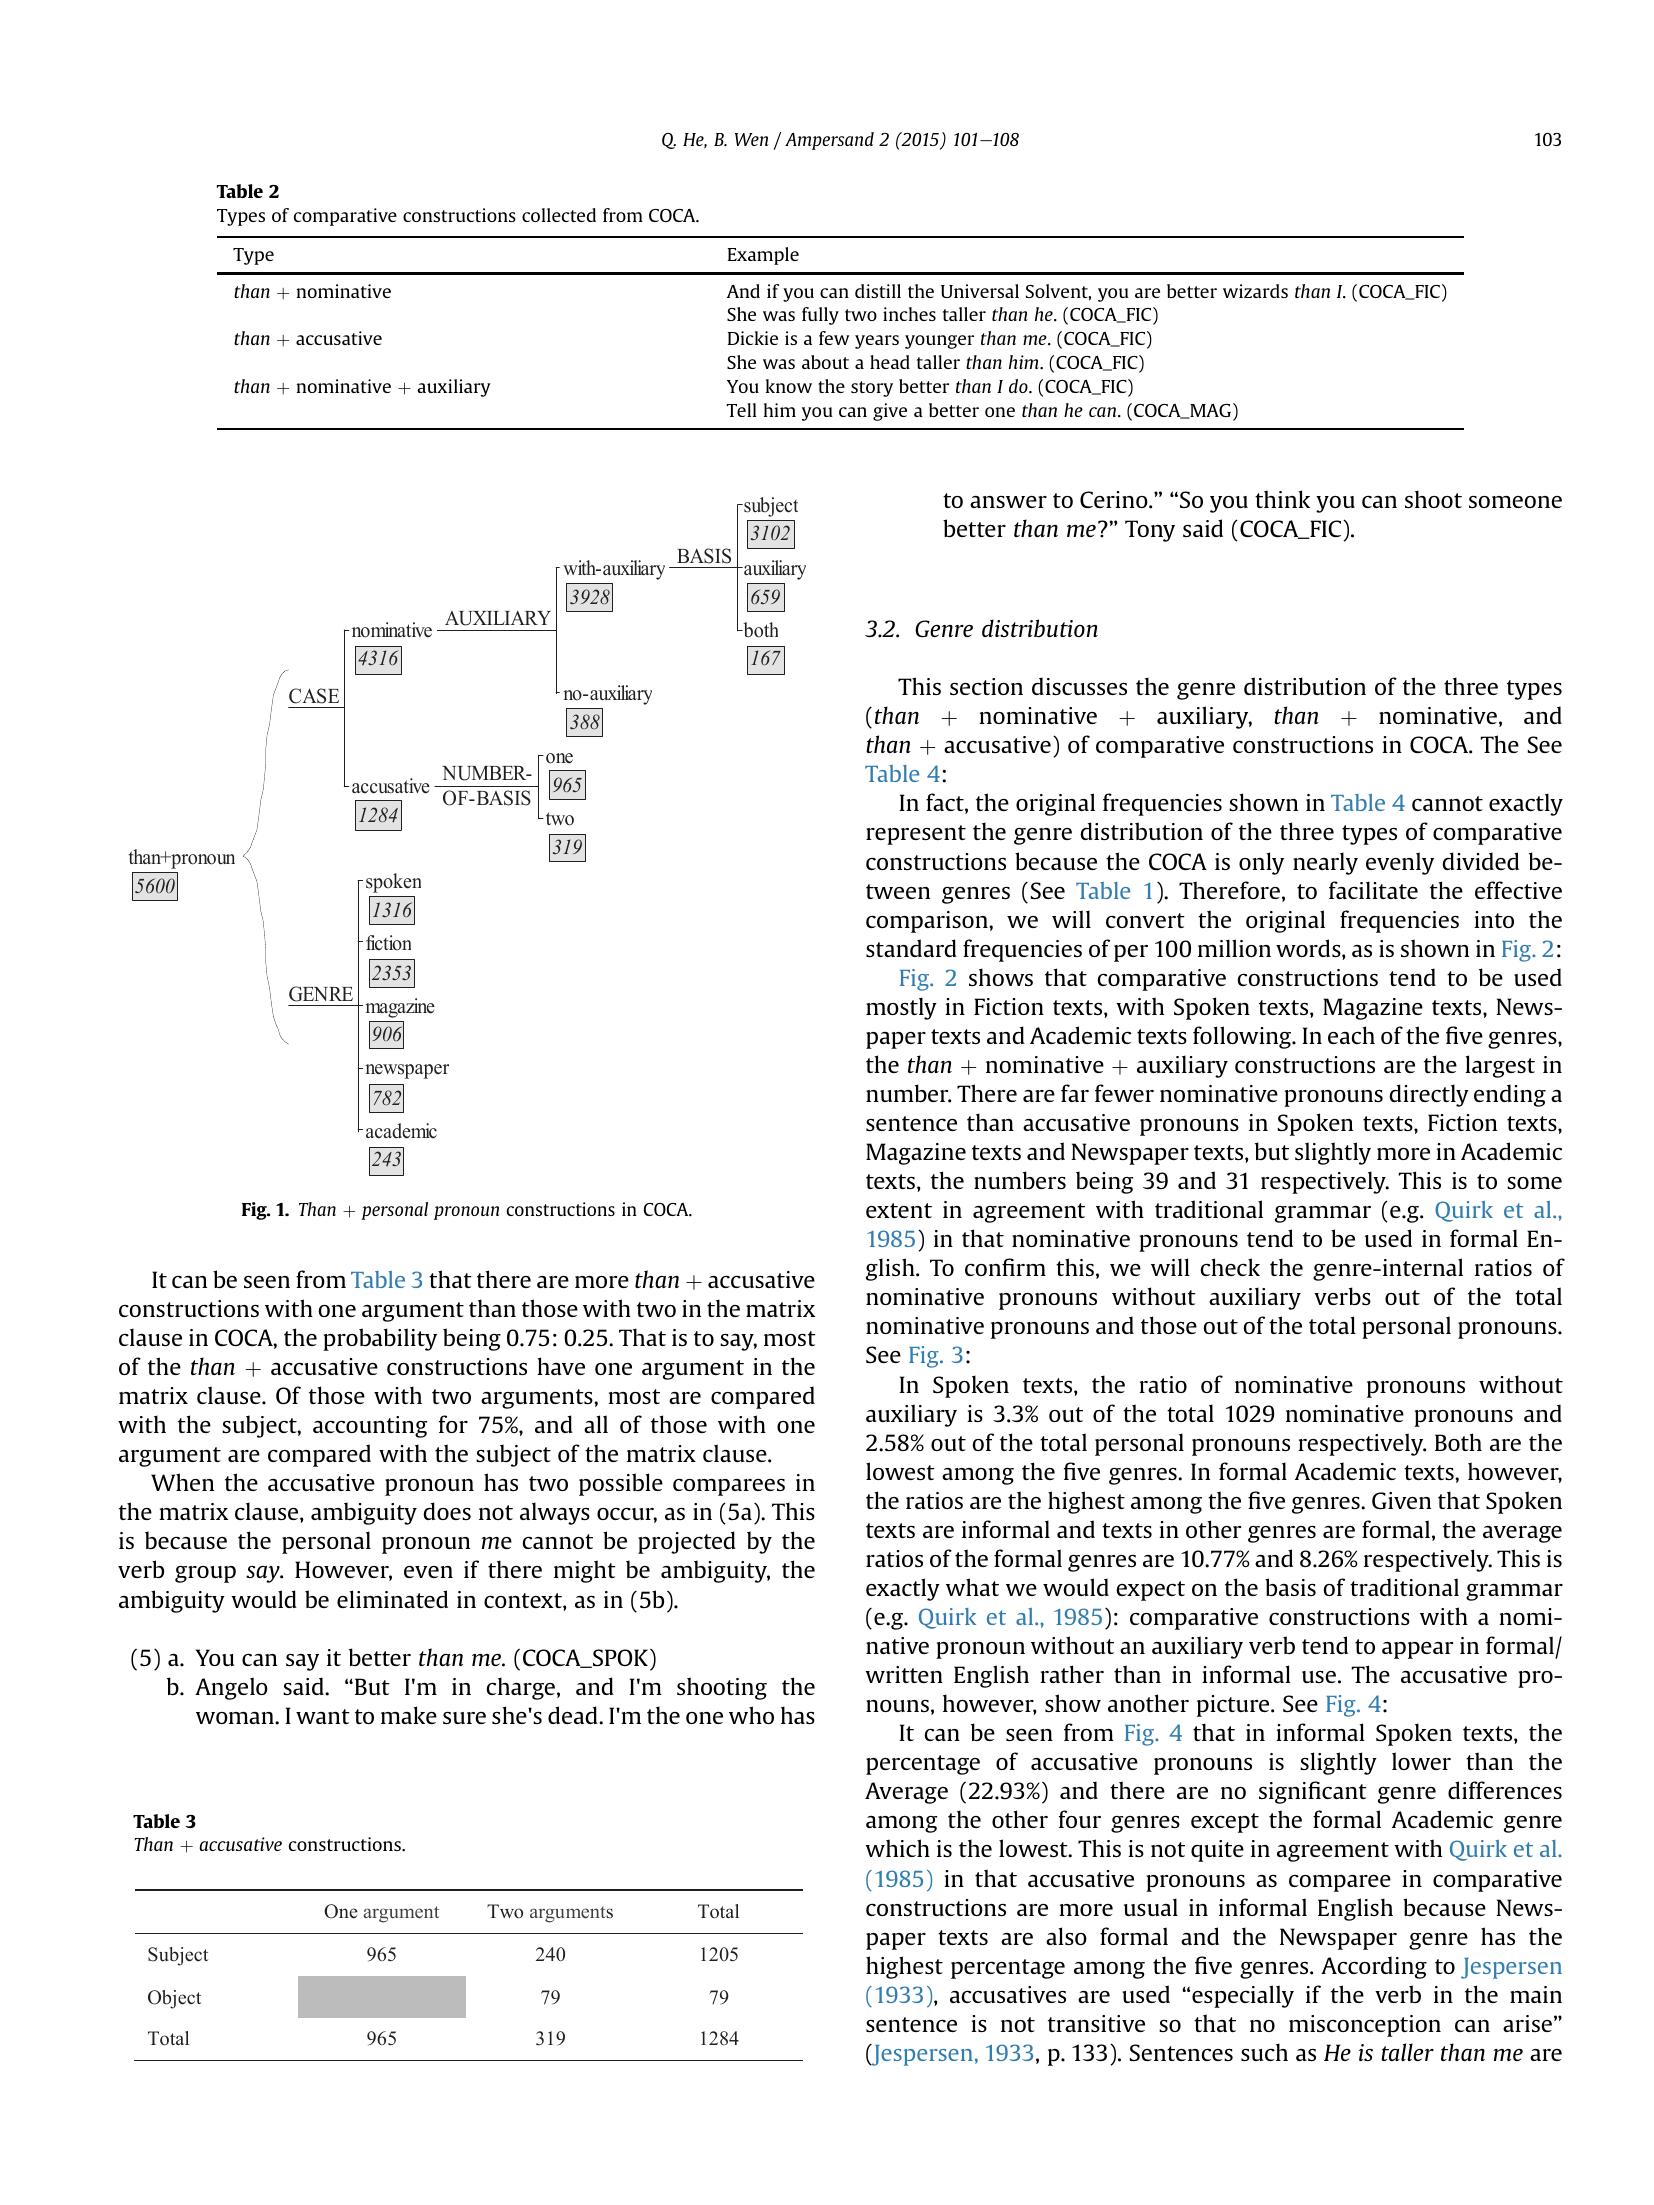 Q. He, B. Wen / Ampersand 2 (2015) 101–108
103
Table 2
Types of comparative constructions collected from COCA.
Type Example
than + nominative And if you can distill the Universal Solvent, you are better wizards than I. (COCA_FIC)
She was fully two inches taller than he. (COCA_FIC)
than + accusative Dickie is a few years younger than me. (COCA_FIC)
She was about a head taller than him. (COCA_FIC)
than + nominative + auxiliary You know the story better than I do. (COCA_FIC)
Tell him you can give a better one than he can. (COCA_MAG)
than+pronoun
5600
CASE
nominative
4316
AUXILIARY
with-auxiliary
3928
BASIS
subject
3102
auxiliary
659
both
167
no-auxiliary
388
accusative
1284
NUMBER-
OF-BASIS
one
965
two
319
GENRE
spoken
1316
fiction
2353
magazine
906
newspaper
782
academic
243
Fig. 1. Than + personal pronoun constructions in COCA.
It can be seen from Table 3 that there are more than + accusative
constructions with one argument than those with two in the matrix
clause in COCA, the probability being 0.75: 0.25. That is to say, most
of the than + accusative constructions have one argument in the
matrix clause. Of those with two arguments, most are compared
with the subject, accounting for 75%, and all of those with one
argument are compared with the subject of the matrix clause.
When the accusative pronoun has two possible comparees in
the matrix clause, ambiguity does not always occur, as in (5a). This
is because the personal pronoun me cannot be projected by the
verb group say. However, even if there might be ambiguity, the
ambiguity would be eliminated in context, as in (5b).
(5) a. You can say it better than me. (COCA_SPOK)
b. Angelo said. “But I'm in charge, and I'm shooting the
woman. I want to make sure she's dead. I'm the one who has
Table 3
Than + accusative constructions.
One argument Two arguments Total
Subject 965 240 1205
Object 79 79
Total 965 319 1284
to answer to Cerino.” “So you think you can shoot someone
better than me?” Tony said (COCA_FIC).
3.2. Genre distribution
This section discusses the genre distribution of the three types
(than + nominative + auxiliary, than + nominative, and
than + accusative) of comparative constructions in COCA. The See
Table 4:
In fact, the original frequencies shown in Table 4 cannot exactly
represent the genre distribution of the three types of comparative
constructions because the COCA is only nearly evenly divided be-
tween genres (See Table 1). Therefore, to facilitate the effective
comparison, we will convert the original frequencies into the
standard frequencies of per 100 million words, as is shown in Fig. 2:
Fig. 2 shows that comparative constructions tend to be used
mostly in Fiction texts, with Spoken texts, Magazine texts, News-
paper texts and Academic texts following. In each of the five genres,
the than + nominative + auxiliary constructions are the largest in
number. There are far fewer nominative pronouns directly ending a
sentence than accusative pronouns in Spoken texts, Fiction texts,
Magazine texts and Newspaper texts, but slightly more in Academic
texts, the numbers being 39 and 31 respectively. This is to some
extent in agreement with traditional grammar (e.g. Quirk et al.,
1985) in that nominative pronouns tend to be used in formal En-
glish. To confirm this, we will check the genre-internal ratios of
nominative pronouns without auxiliary verbs out of the total
nominative pronouns and those out of the total personal pronouns.
See Fig. 3:
In Spoken texts, the ratio of nominative pronouns without
auxiliary is 3.3% out of the total 1029 nominative pronouns and
2.58% out of the total personal pronouns respectively. Both are the
lowest among the five genres. In formal Academic texts, however,
the ratios are the highest among the five genres. Given that Spoken
texts are informal and texts in other genres are formal, the average
ratios of the formal genres are 10.77% and 8.26% respectively. This is
exactly what we would expect on the basis of traditional grammar
(e.g. Quirk et al., 1985): comparative constructions with a nomi-
native pronoun without an auxiliary verb tend to appear in formal/
written English rather than in informal use. The accusative pro-
nouns, however, show another picture. See Fig. 4:
It can be seen from Fig. 4 that in informal Spoken texts, the
percentage of accusative pronouns is slightly lower than the
Average (22.93%) and there are no significant genre differences
among the other four genres except the formal Academic genre
which is the lowest. This is not quite in agreement with Quirk et al.
(1985) in that accusative pronouns as comparee in comparative
constructions are more usual in informal English because News-
paper texts are also formal and the Newspaper genre has the
highest percentage among the five genres. According to Jespersen
(1933), accusatives are used “especially if the verb in the main
sentence is not transitive so that no misconception can arise”
(Jespersen, 1933, p. 133). Sentences such as He is taller than me are